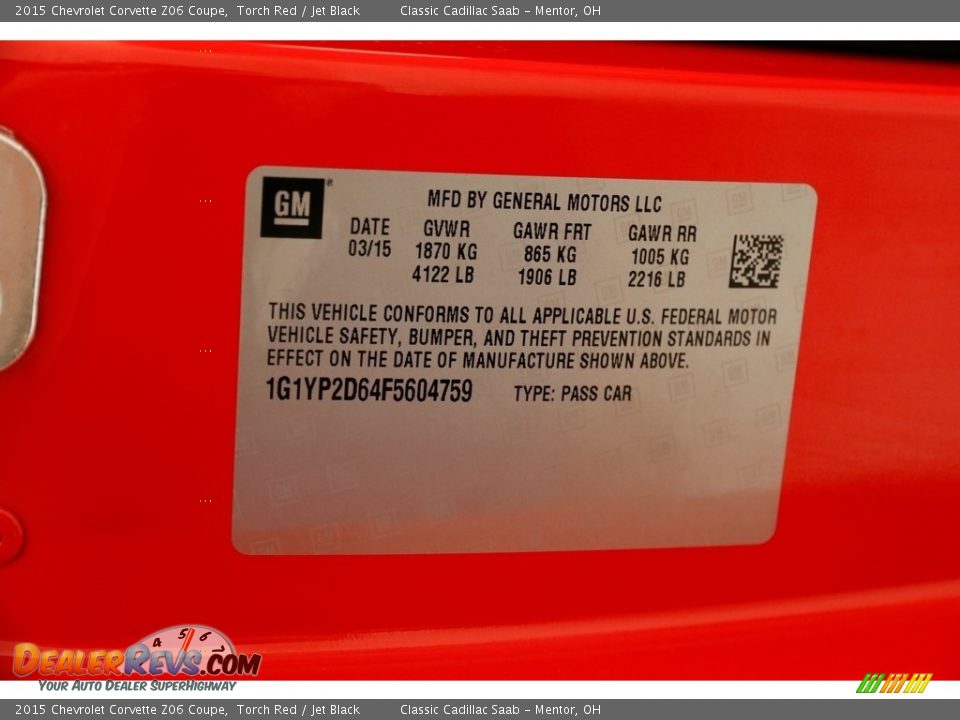 2015 Chevrolet Corvette Z06 Coupe, Torch Red / Jet Black Classic Cadillac Saab - Mentor, OH
GM®
MFD BY GENERAL MOTORS LLC
DATE GVWR GAWR FRT GAWR RR
03/15 1870 KG 865 KG 1005 KG
4122 LB 1906 LB 2216 LB
THIS VEHICLE CONFORMS TO ALL APPLICABLE U.S. FEDERAL MOTOR
VEHICLE SAFETY, BUMPER, AND THEFT PREVENTION STANDARDS IN
EFFECT ON THE DATE OF MANUFACTURE SHOWN ABOVE.
1G1YP2D64F5604759 TYPE: PASS CAR
4 5 6 7
DealerRevs.com
Your Auto Dealer SuperHighway
2015 Chevrolet Corvette Z06 Coupe, Torch Red / Jet Black Classic Cadillac Saab - Mentor, OH